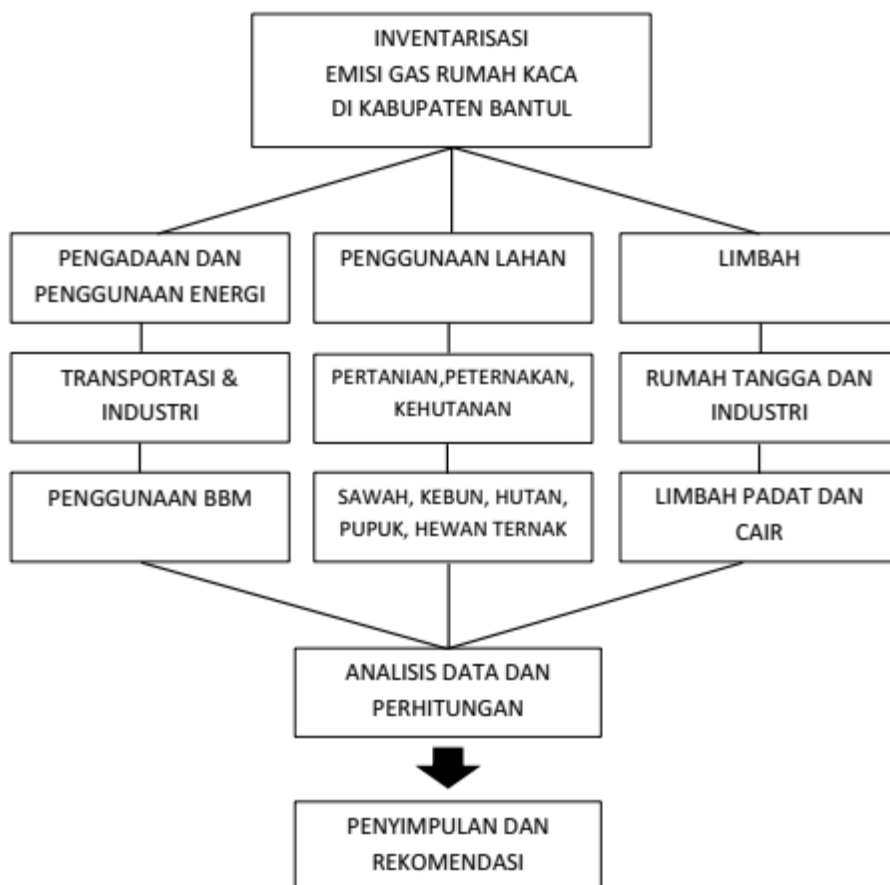 INVENTARISASI
EMISI GAS RUMAH KACA
DI KABUPATEN BANTUL
PENGADAAN DAN
PENGGUNAAN ENERGI
PENGGUNAAN LAHAN
LIMBAH
TRANSPORTASI &
INDUSTRI
PERTANIAN,PETERNAKAN,
KEHUTANAN
RUMAH TANGGA DAN
INDUSTRI
PENGGUNAAN BBM
SAWAH, KEBUN, HUTAN,
PUPUK, HEWAN TERNAK
LIMBAH PADAT DAN
CAIR
ANALISIS DATA DAN
PERHITUNGAN
PENYIMPULAN DAN
REKOMENDASI